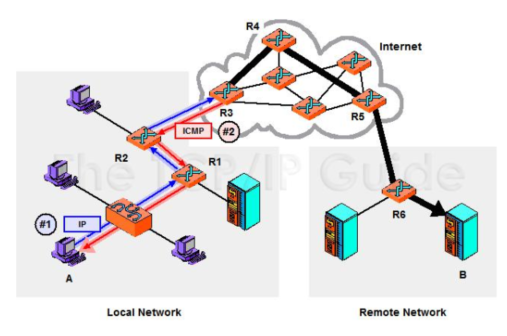 R4
Internet
R3
ICMP
#2
R5
R2
R1
The TCP/IP Guide
#1
IP
R6
A
B
Local Network
Remote Network